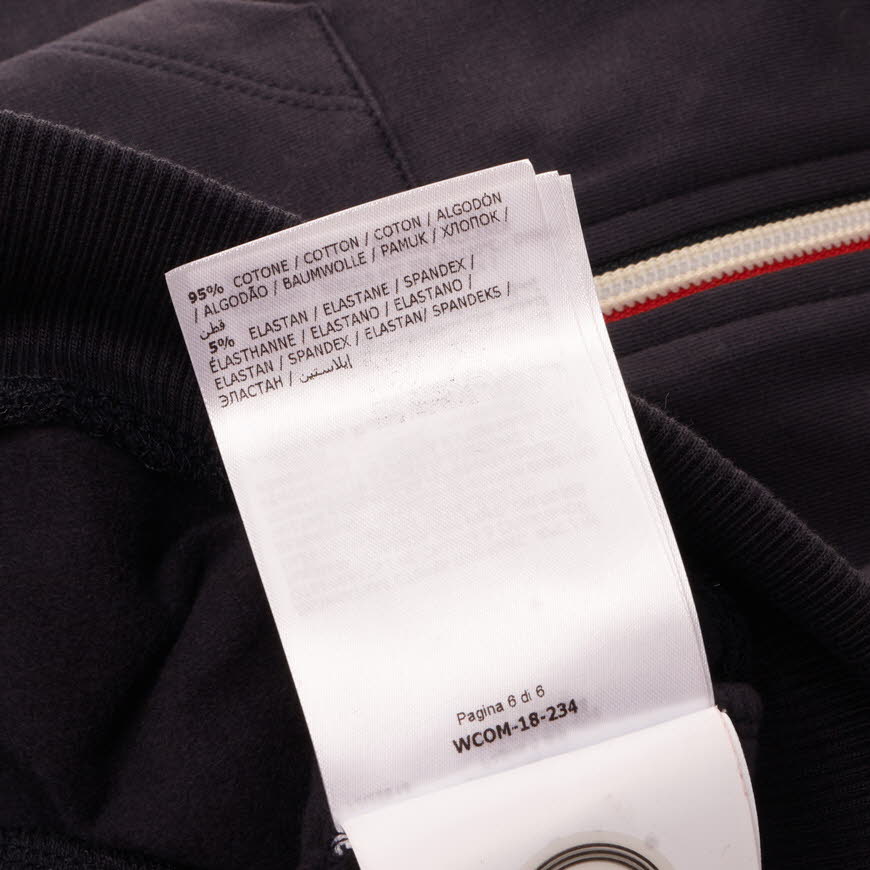 95% COTONE / COTTON / COTON / ALGODÓN
/ ALGODÃO / BAUMWOLLE / PAMUK / ХЛОПОК /
قطن
5% ELASTAN / ELASTANE / SPANDEX /
ÉLASTHANNE / ELASTANO / ELASTANO /
ELASTAN / SPANDEX / ELASTAN/ SPANDEKS /
ЭЛАСТАН / إيلاستين
Pagina 6 di 6
WCOM-18-234